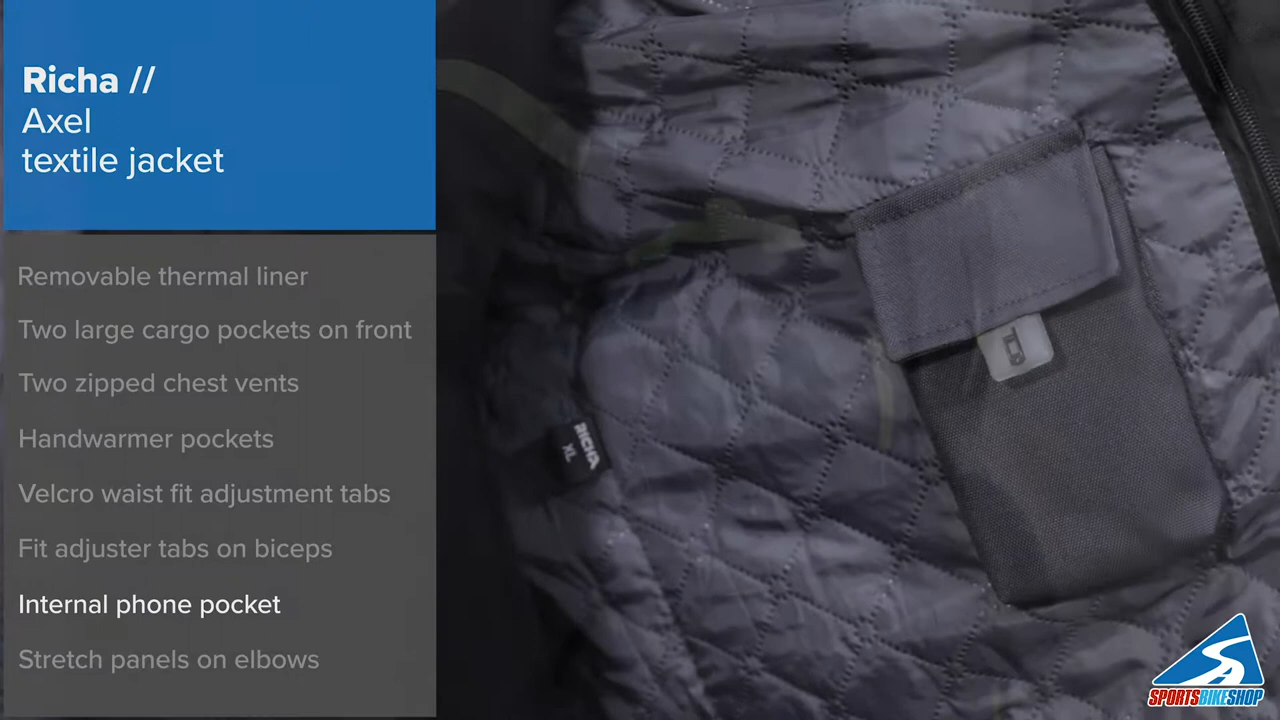 Richa //
Axel
textile jacket
Removable thermal liner
Two large cargo pockets on front
Two zipped chest vents
Handwarmer pockets
Velcro waist fit adjustment tabs
Fit adjuster tabs on biceps
Internal phone pocket
Stretch panels on elbows
RICHA
XL
SPORTSBIKESHOP